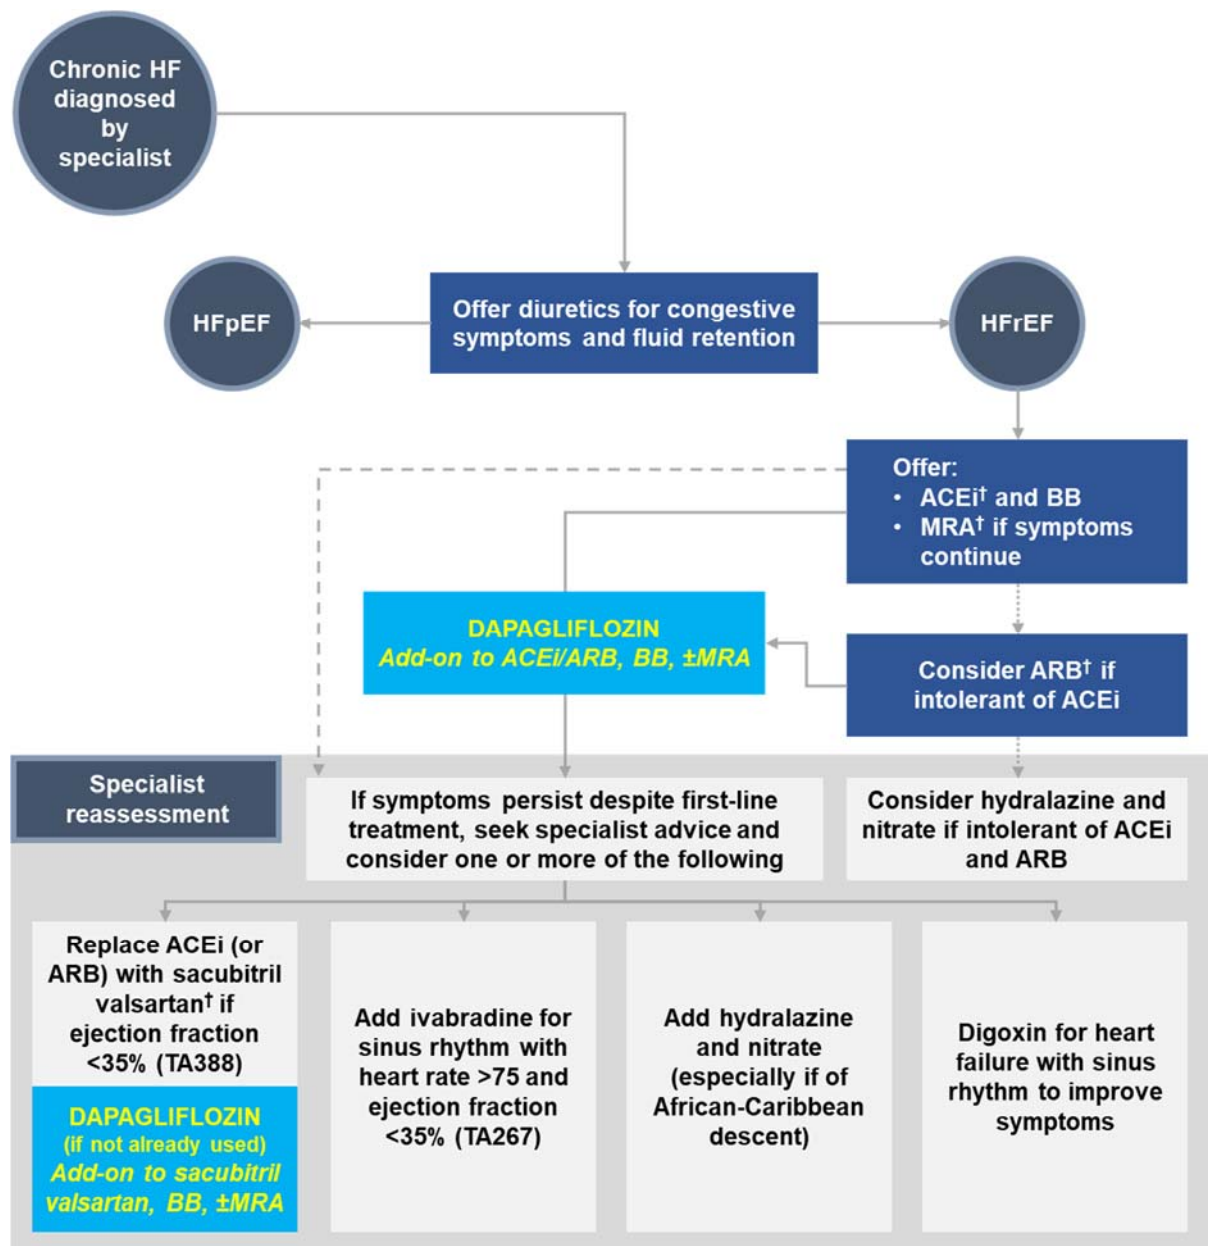 Chronic HF
diagnosed
by
specialist
HFpEF
Offer diuretics for congestive
symptoms and fluid retention
HFrEF
Offer:
• ACEi† and BB
• MRA† if symptoms
continue
DAPAGLIFLOZIN
Add-on to ACEi/ARB, BB, ±MRA
Consider ARB† if
intolerant of ACEi
Specialist
reassessment
If symptoms persist despite first-line
treatment, seek specialist advice and
consider one or more of the following
Consider hydralazine and
nitrate if intolerant of ACEi
and ARB
Replace ACEi (or
ARB) with sacubitril
valsartan† if
ejection fraction
<35% (TA388)
DAPAGLIFLOZIN
(if not already used)
Add-on to sacubitril
valsartan, BB, ±MRA
Add ivabradine for
sinus rhythm with
heart rate >75 and
ejection fraction
<35% (TA267)
Add hydralazine
and nitrate
(especially if of
African-Caribbean
descent)
Digoxin for heart
failure with sinus
rhythm to improve
symptoms